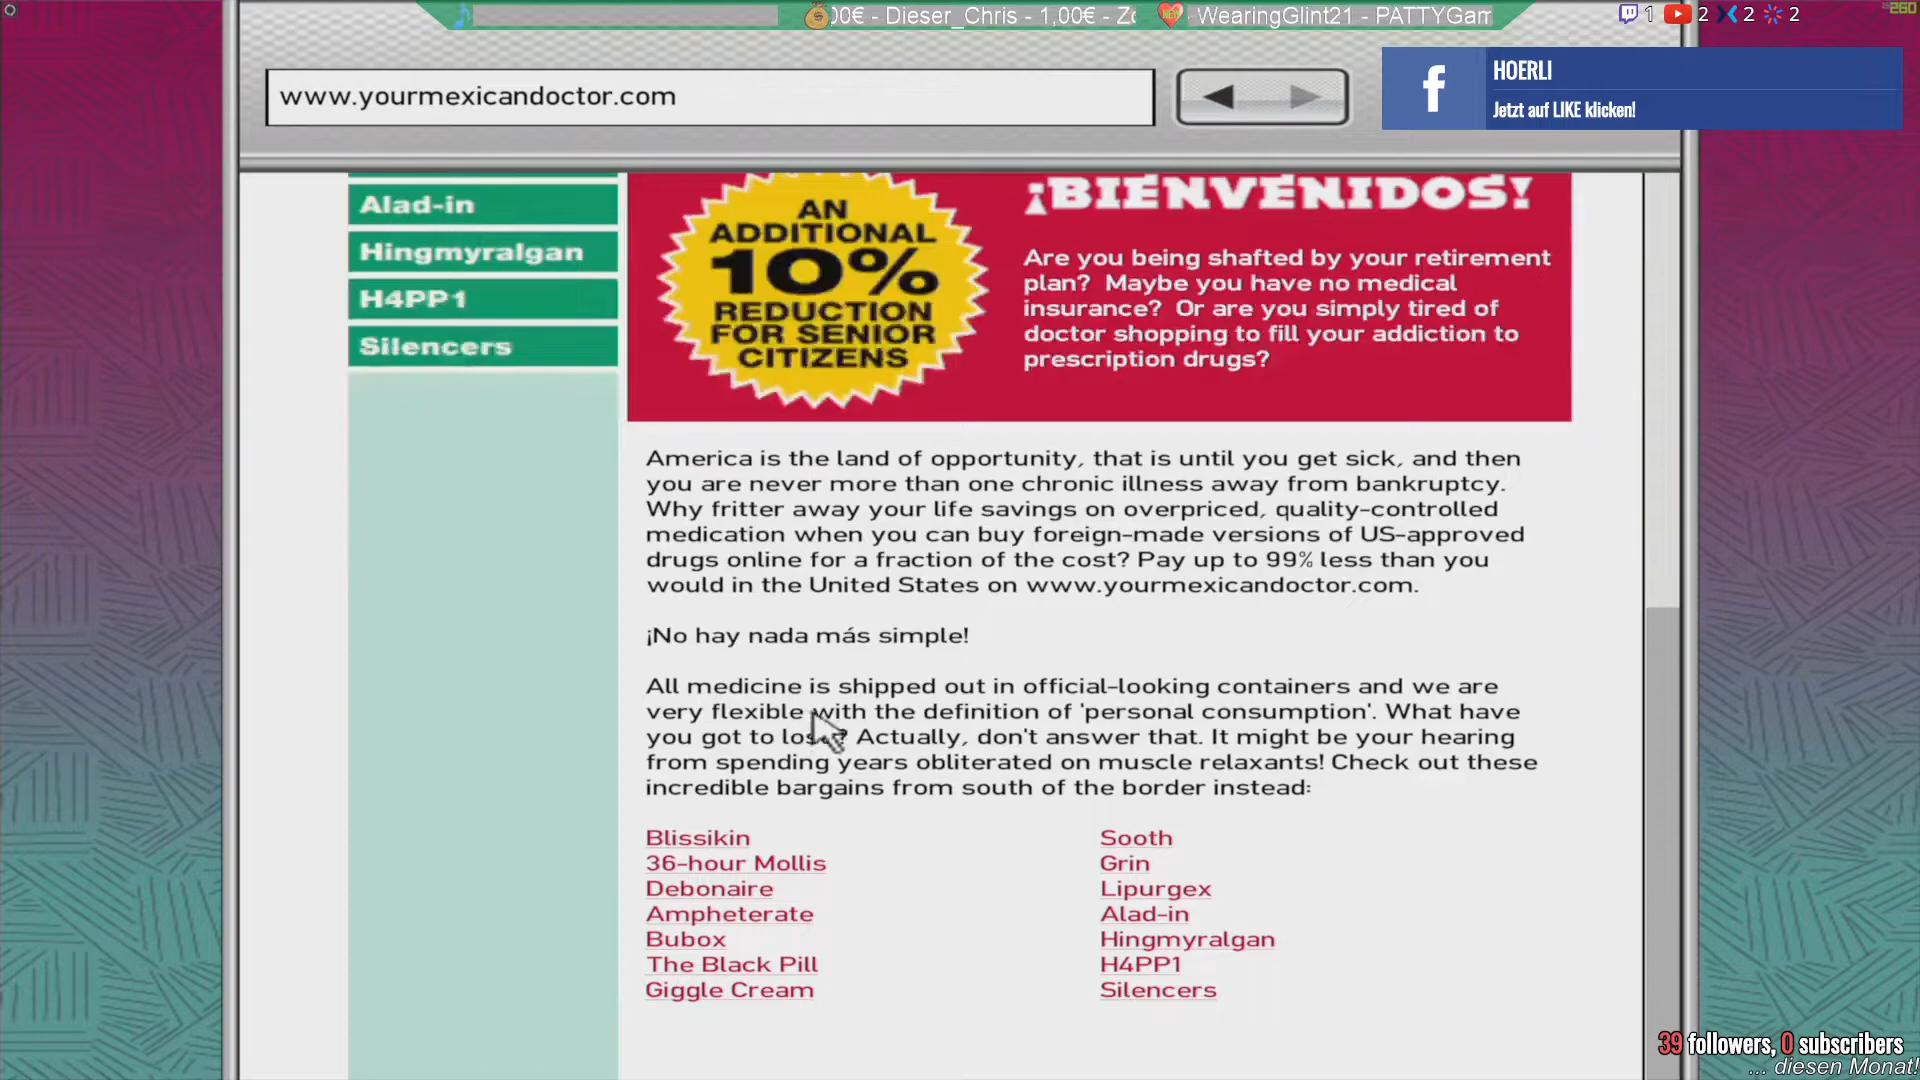 00€ - Dieser_Chris - 1,00€ -
WearingGlint21 - PATTYGam
1 2 2 2
260
www.yourmexicandoctor.com
HOERLI
Jetzt auf LIKE klicken!
Alad-in
Hingmyralgan
H4PP1
Silencers
AN
ADDITIONAL
10%
REDUCTION
FOR SENIOR
CITIZENS
¡BIENVENIDOS!
Are you being shafted by your retirement
plan? Maybe you have no medical
insurance? Or are you simply tired of
doctor shopping to fill your addiction to
prescription drugs?
America is the land of opportunity, that is until you get sick, and then
you are never more than one chronic illness away from bankruptcy.
Why fritter away your life savings on overpriced, quality-controlled
medication when you can buy foreign-made versions of US-approved
drugs online for a fraction of the cost? Pay up to 99% less than you
would in the United States on www.yourmexicandoctor.com.
¡No hay nada más simple!
All medicine is shipped out in official-looking containers and we are
very flexible with the definition of 'personal consumption'. What have
you got to lose? Actually, don't answer that. It might be your hearing
from spending years obliterated on muscle relaxants! Check out these
incredible bargains from south of the border instead:
Blissikin
36-hour Mollis
Debonaire
Ampheterate
Bubox
The Black Pill
Giggle Cream
Sooth
Grin
Lipurgex
Alad-in
Hingmyralgan
H4PP1
Silencers
39 followers, 0 subscribers
... diesen Monat!